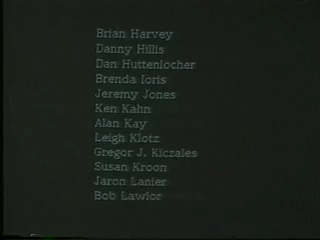 Brian Harvey
Danny Hillis
Dan Huttenlocher
Brenda Ioris
Jeremy Jones
Ken Kahn
Alan Kay
Leigh Klotz
Gregor J. Kiczales
Susan Kroon
Jaron Lanier
Bob Lawlor